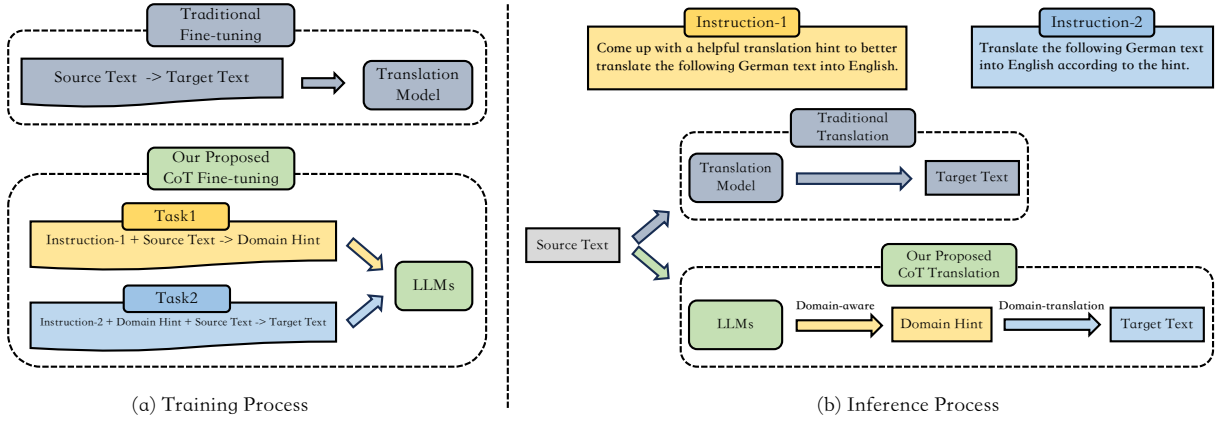 Traditional
Fine-tuning
Source Text -> Target Text
Translation
Model
Our Proposed
CoT Fine-tuning
Task1
Instruction-1 + Source Text -> Domain Hint
Task2
Instruction-2 + Domain Hint + Source Text -> Target Text
LLMs
(a) Training Process
Instruction-1
Come up with a helpful translation hint to better
translate the following German text into English.
Instruction-2
Translate the following German text
into English according to the hint.
Traditional
Translation
Translation
Model
Target Text
Source Text
Our Proposed
CoT Translation
LLMs
Domain-aware
Domain Hint
Domain-translation
Target Text
(b) Inference Process